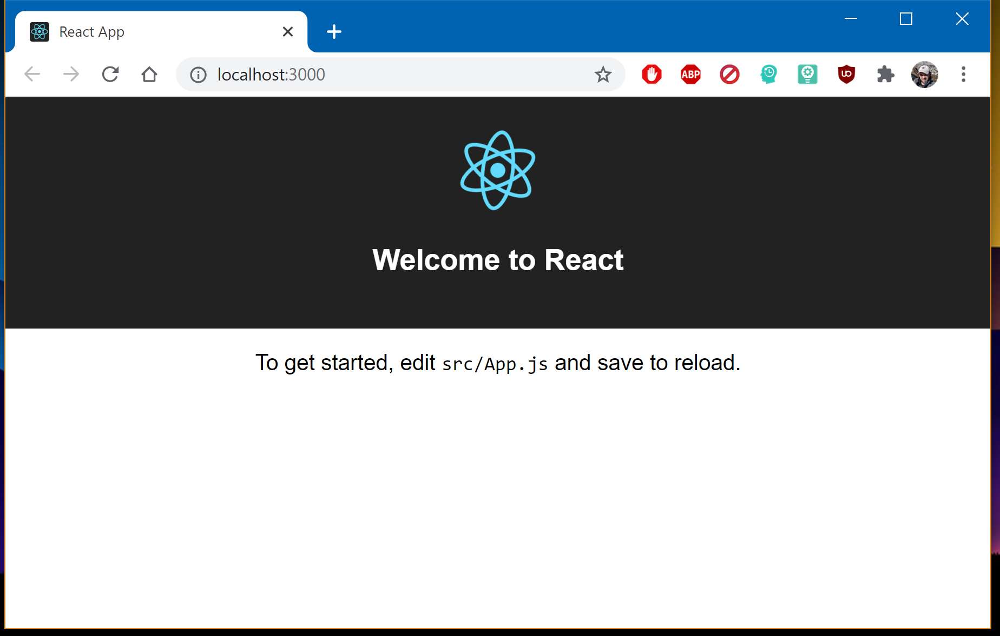 React App
localhost:3000
ABP
uo
Welcome to React
To get started, edit src/App.js and save to reload.